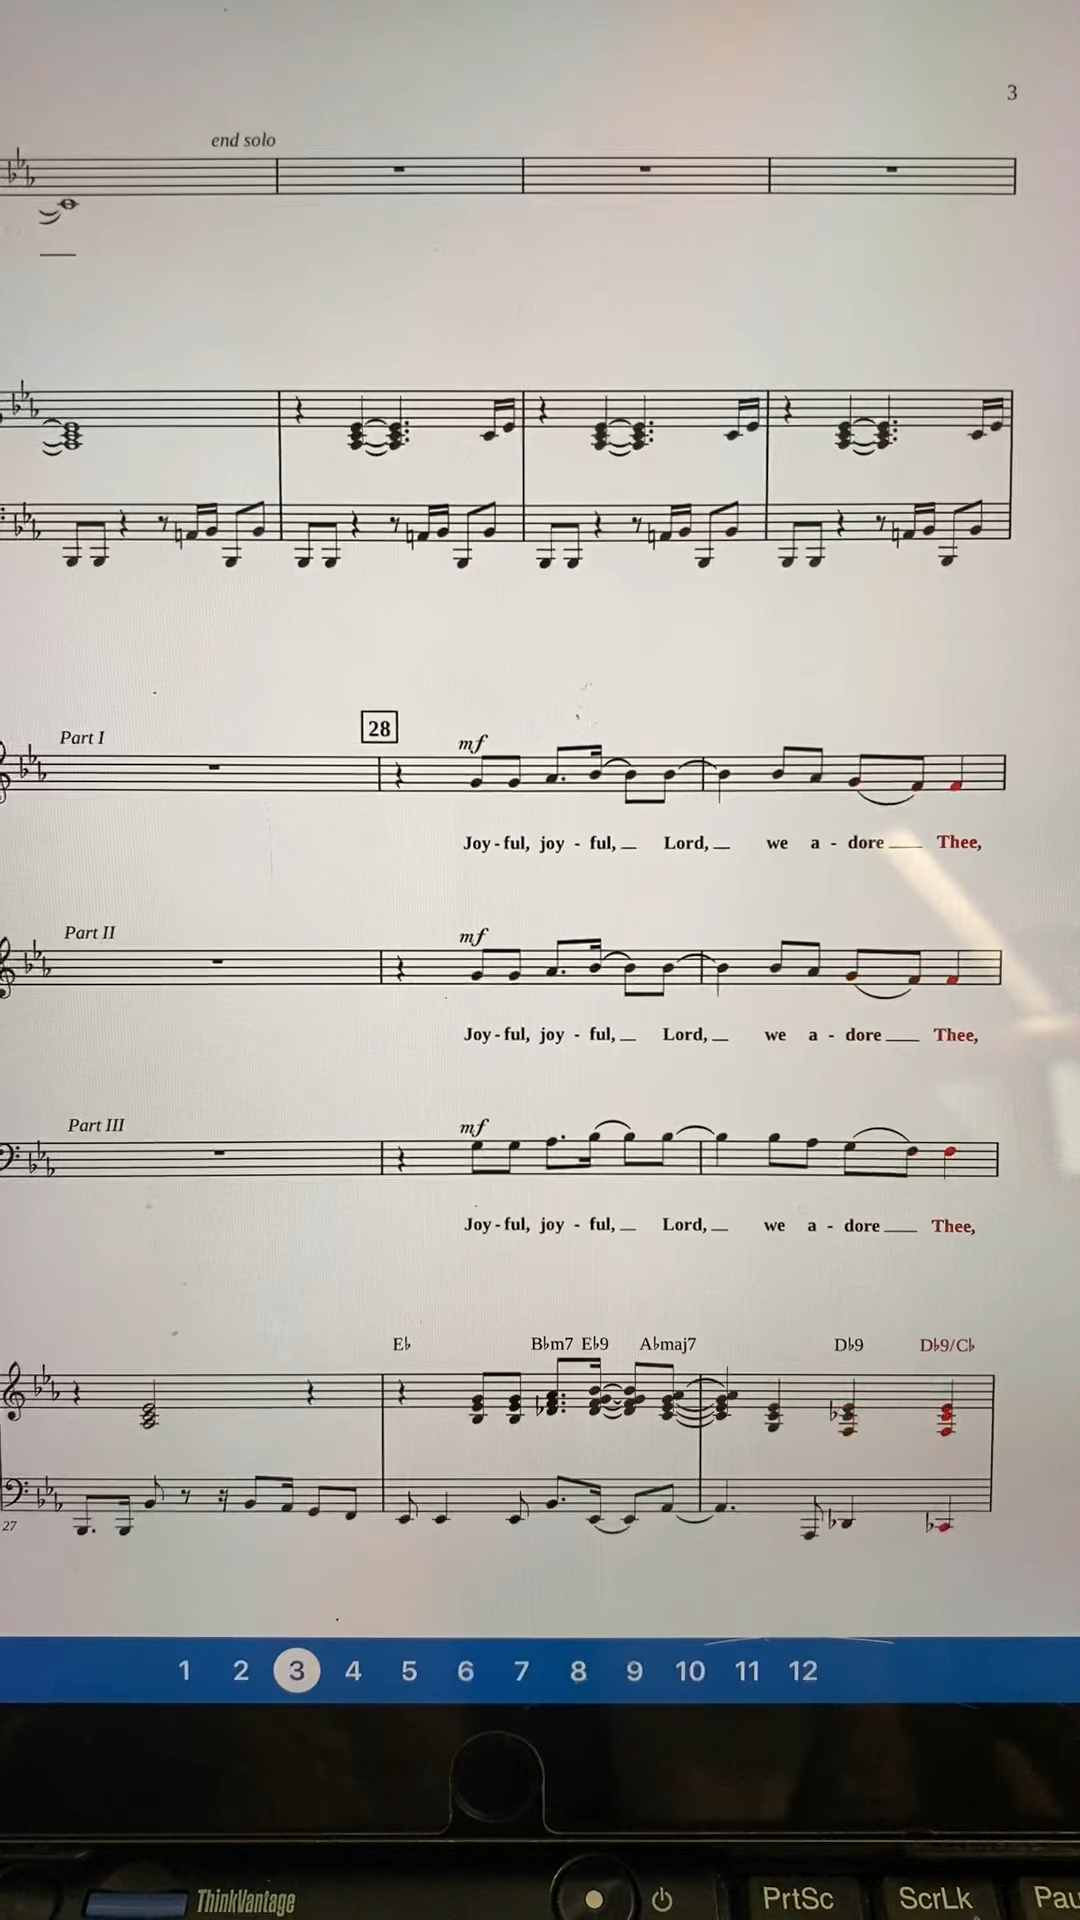 3
end solo
Part I
28
mf
Joy - ful, joy - ful, Lord, we a - dore Thee,
Part II
mf
Joy - ful, joy - ful, Lord, we a - dore Thee,
Part III
mf
Joy - ful, joy - ful, Lord, we a - dore Thee,
E♭ B♭m7 E♭9 A♭maj7 D♭9 D♭9/C♭
27
1 2 3 4 5 6 7 8 9 10 11 12
ThinkVantage PrtSc ScrLk Pau